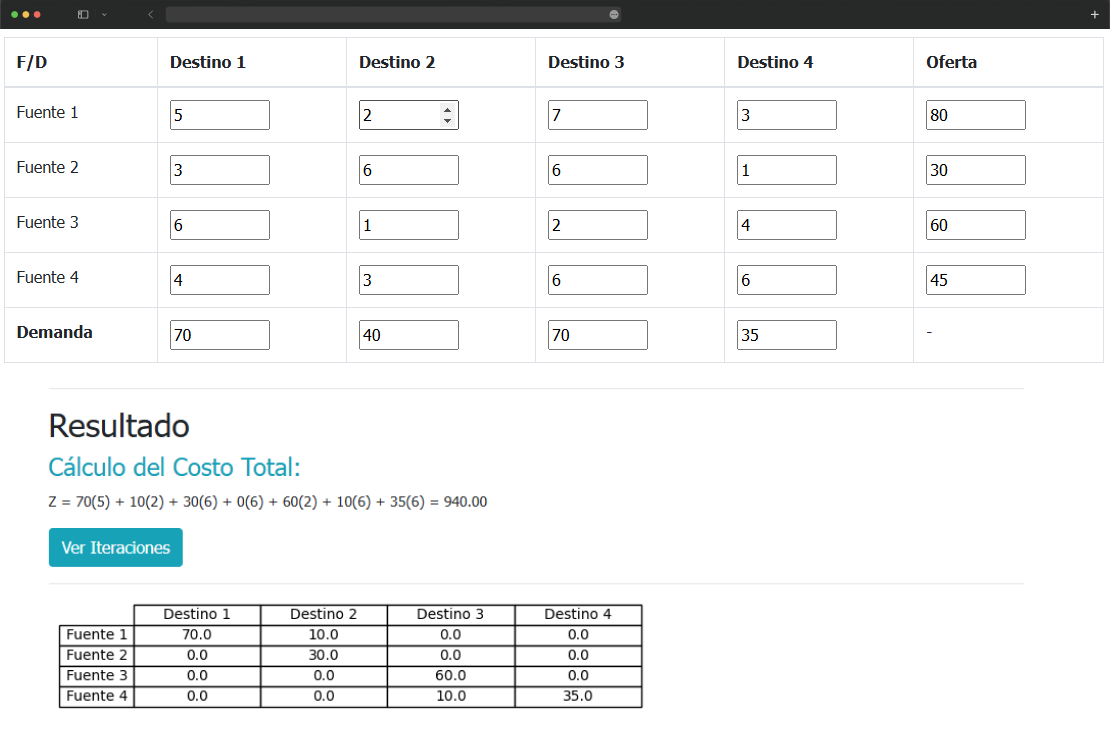 F/D Destino 1 Destino 2 Destino 3 Destino 4 Oferta
Fuente 1 5 2 7 3 80
Fuente 2 3 6 6 1 30
Fuente 3 6 1 2 4 60
Fuente 4 4 3 6 6 45
Demanda 70 40 70 35 -
Resultado
Cálculo del Costo Total:
Z = 70(5) + 10(2) + 30(6) + 0(6) + 60(2) + 10(6) + 35(6) = 940.00
Ver Iteraciones
Destino 1 Destino 2 Destino 3 Destino 4
Fuente 1 70.0 10.0 0.0 0.0
Fuente 2 0.0 30.0 0.0 0.0
Fuente 3 0.0 0.0 60.0 0.0
Fuente 4 0.0 0.0 10.0 35.0